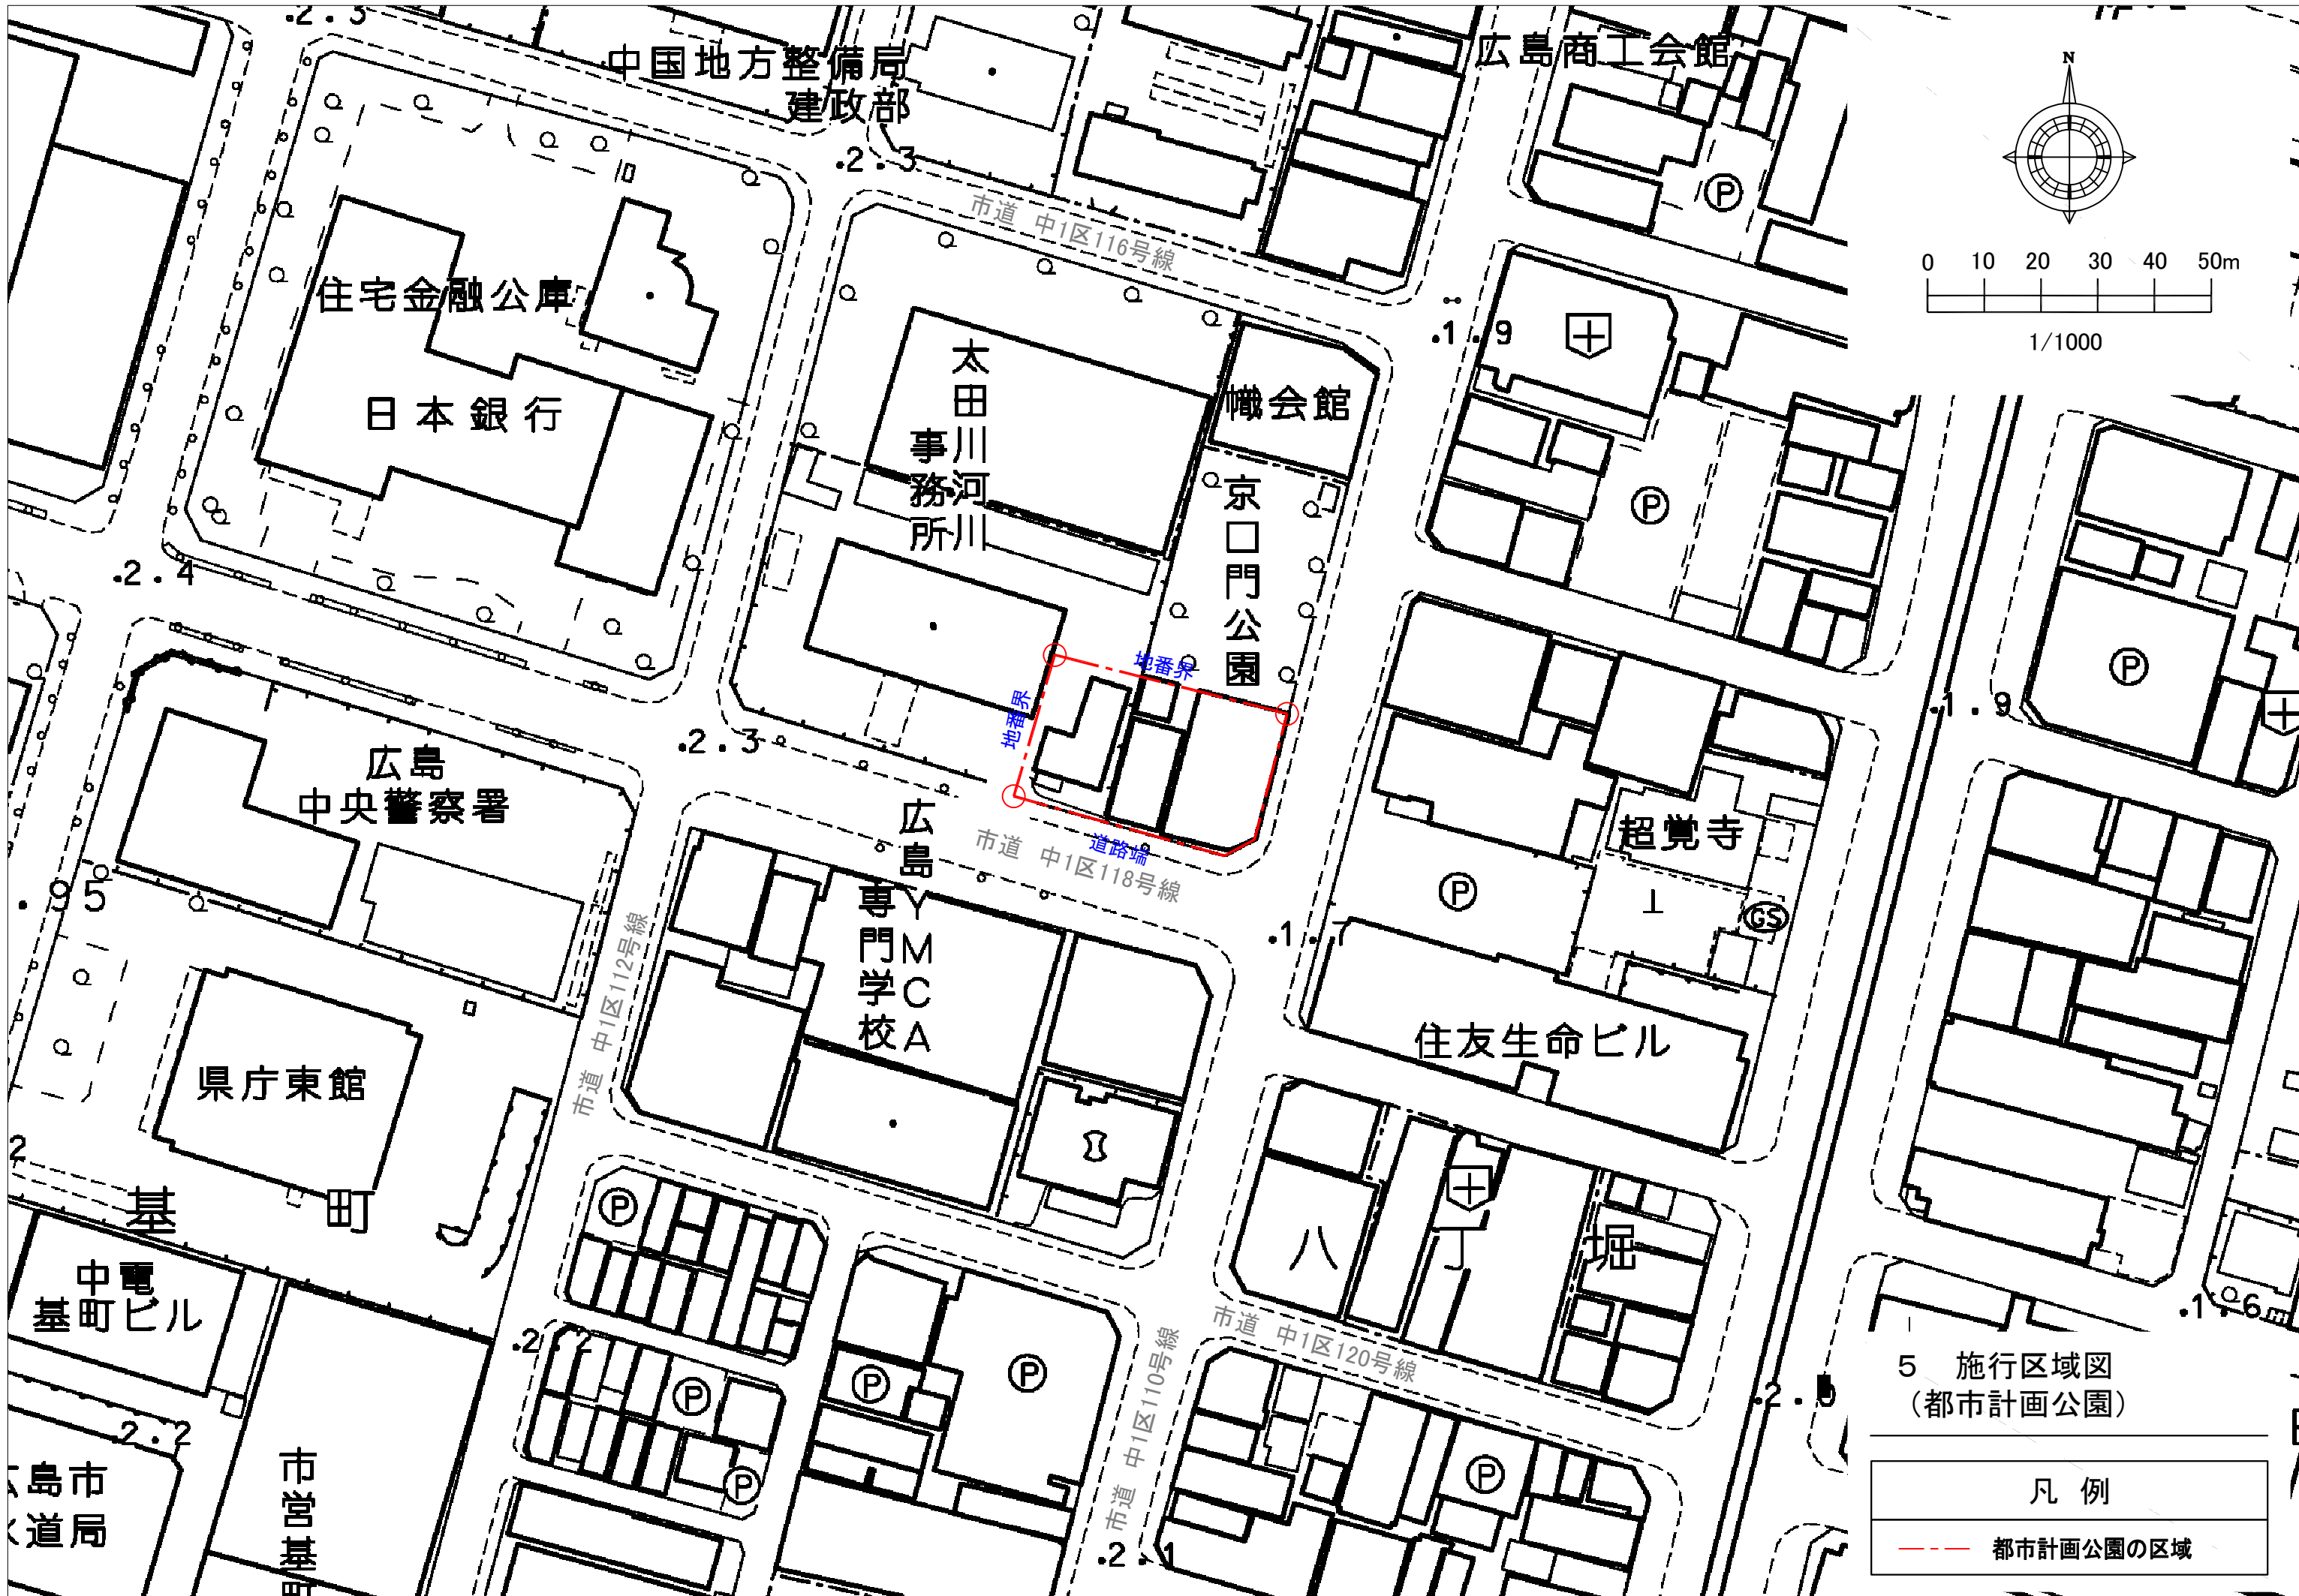 .2.3
中国地方整備局
建政部
広島商工会館
N
.2.3
市道 中1区116号線
P
0 10 20 30 40 50m
1/1000
住宅金融公庫
日本銀行
太田川河川
事務所
幟会館
.1.9
京口門公園
P
.2.4
地番界
地番界
.2.3
.1.9
P
広島
中央警察署
道路端
市道 中1区118号線
超覚寺
P
GS
.95
広島YMCA
専門学校
.1.7
市道 中1区112号線
県庁東館
住友生命ビル
2
基町
P
八丁堀
中電
基町ビル
.1.6
.2.2
市道 中1区120号線
P
P
P
市道 中1区110号線
5 施行区域図
(都市計画公園)
.2.2
島市
道局
市営基町
P
P
.2.1
凡例
都市計画公園の区域